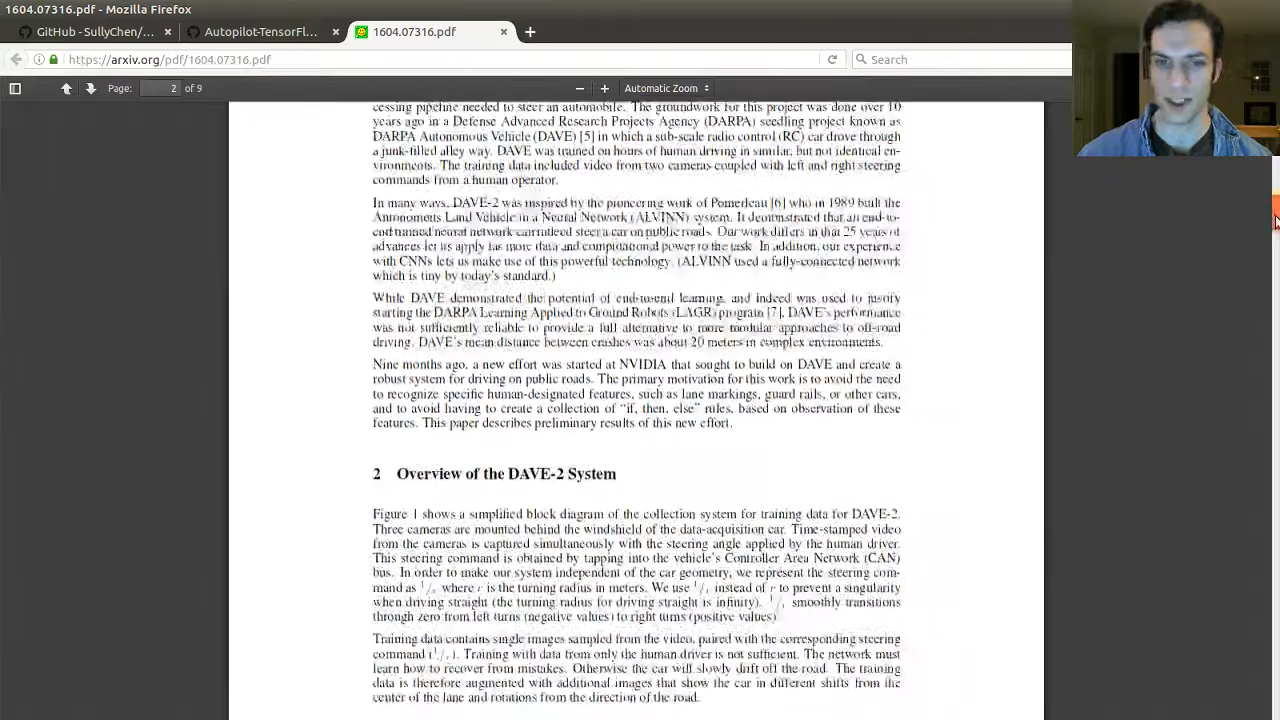 1604.07316.pdf - Mozilla Firefox
GitHub - SullyChen/... × Autopilot-TensorFl... × 1604.07316.pdf × +
https://arxiv.org/pdf/1604.07316.pdf Search
Page: 2 of 9 − + Automatic Zoom
cessing pipeline needed to steer an automobile. The groundwork for this project was done over 10
years ago in a Defense Advanced Research Projects Agency (DARPA) seedling project known as
DARPA Autonomous Vehicle (DAVE) [5] in which a sub-scale radio control (RC) car drove through
a junk-filled alley way. DAVE was trained on hours of human driving in similar, but not identical en-
vironments. The training data included video from two cameras coupled with left and right steering
commands from a human operator.
In many ways, DAVE-2 was inspired by the pioneering work of Pomerleau [6] who in 1989 built the
Autonomous Land Vehicle in a Neural Network (ALVINN) system. It demonstrated that an end-to-
end trained neural network can indeed steer a car on public roads. Our work differs in that 25 years of
advances let us apply far more data and computational power to the task. In addition, our experience
with CNNs lets us make use of this powerful technology. (ALVINN used a fully-connected network
which is tiny by today's standard.)
While DAVE demonstrated the potential of end-to-end learning, and indeed was used to justify
starting the DARPA Learning Applied to Ground Robots (LAGR) program [7], DAVE's performance
was not sufficiently reliable to provide a full alternative to more modular approaches to off-road
driving. DAVE's mean distance between crashes was about 20 meters in complex environments.
Nine months ago, a new effort was started at NVIDIA that sought to build on DAVE and create a
robust system for driving on public roads. The primary motivation for this work is to avoid the need
to recognize specific human-designated features, such as lane markings, guard rails, or other cars,
and to avoid having to create a collection of “if, then, else” rules, based on observation of these
features. This paper describes preliminary results of this new effort.
2 Overview of the DAVE-2 System
Figure 1 shows a simplified block diagram of the collection system for training data for DAVE-2.
Three cameras are mounted behind the windshield of the data-acquisition car. Time-stamped video
from the cameras is captured simultaneously with the steering angle applied by the human driver.
This steering command is obtained by tapping into the vehicle's Controller Area Network (CAN)
bus. In order to make our system independent of the car geometry, we represent the steering com-
mand as 1/r where r is the turning radius in meters. We use 1/r instead of r to prevent a singularity
when driving straight (the turning radius for driving straight is infinity). 1/r smoothly transitions
through zero from left turns (negative values) to right turns (positive values).
Training data contains single images sampled from the video, paired with the corresponding steering
command (1/r). Training with data from only the human driver is not sufficient. The network must
learn how to recover from mistakes. Otherwise the car will slowly drift off the road. The training
data is therefore augmented with additional images that show the car in different shifts from the
center of the lane and rotations from the direction of the road.